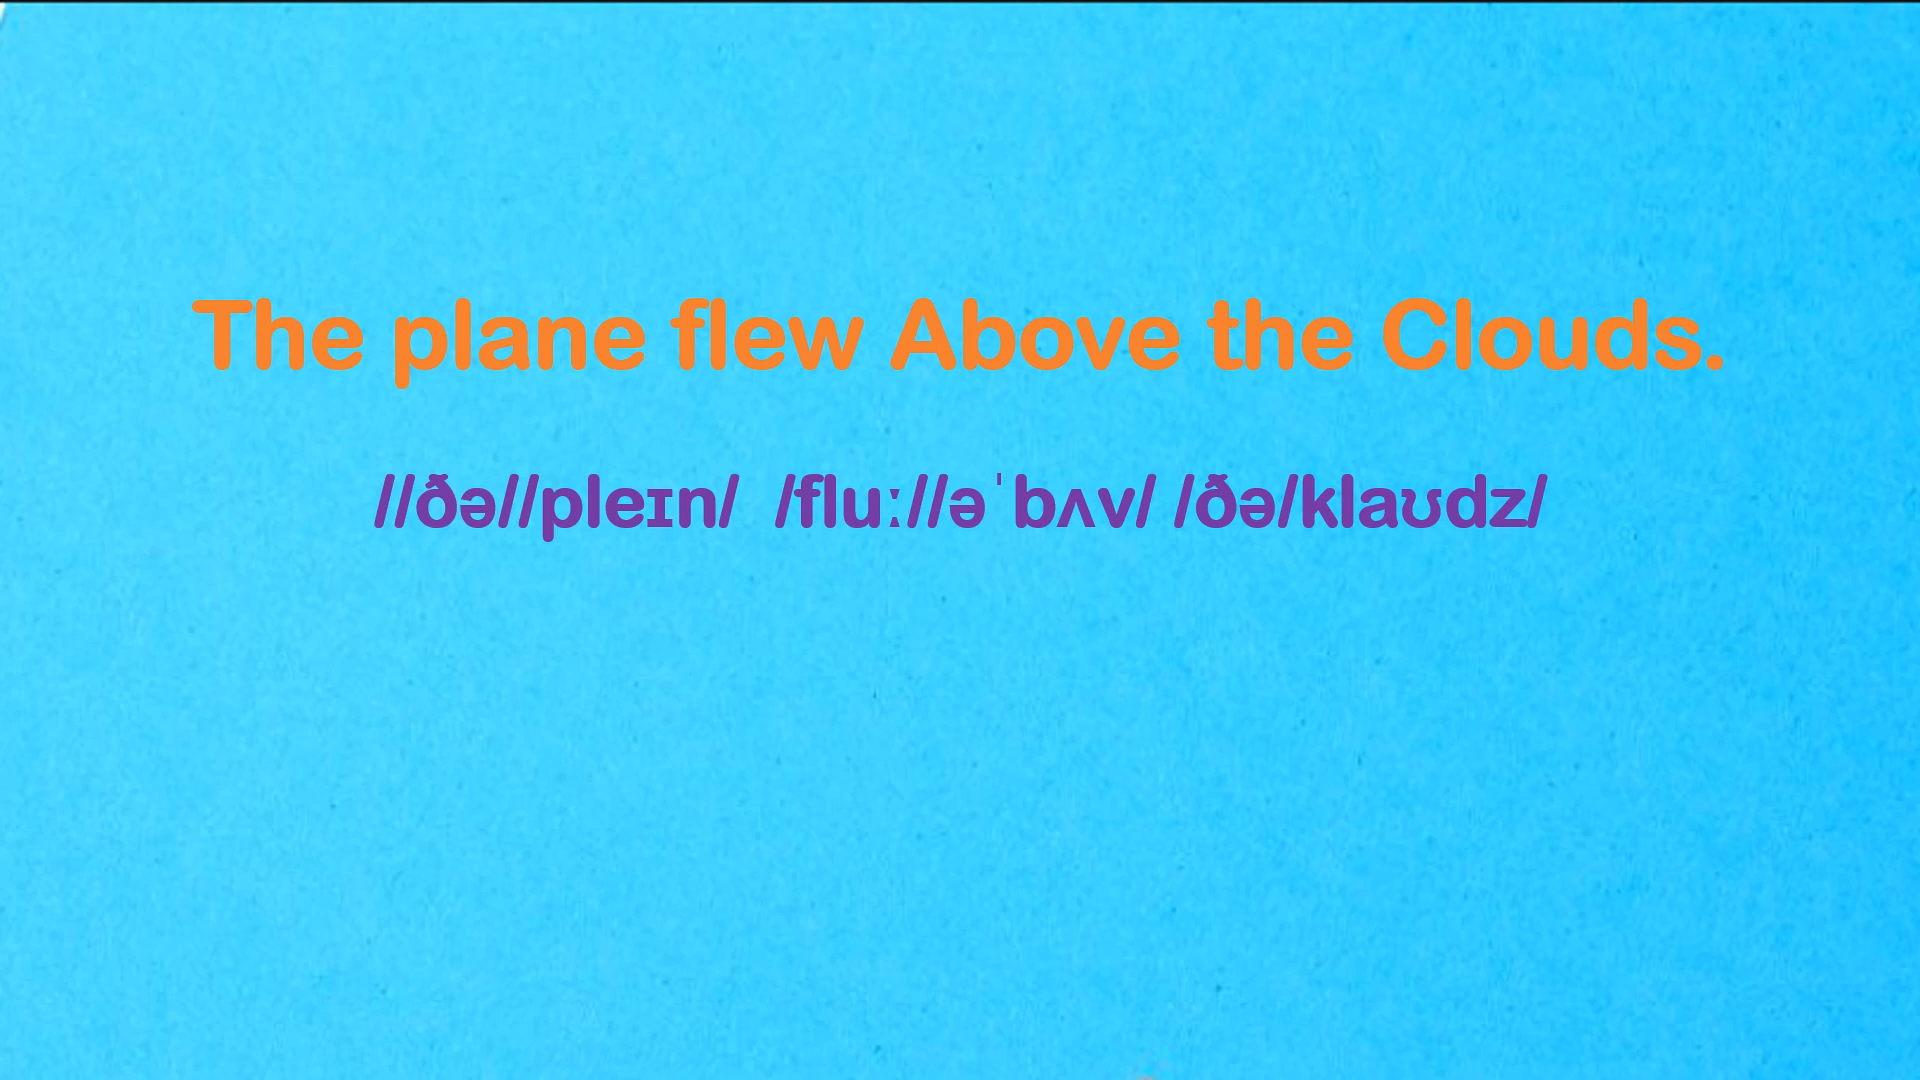 The plane flew Above the Clouds.
//ðə//pleɪn/  /fluː//əˈbʌv/ /ðə/klaʊdz/